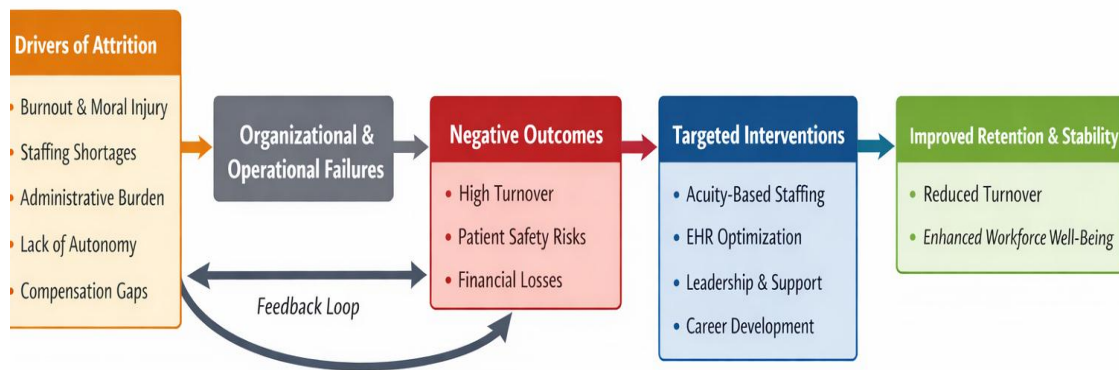 Drivers of Attrition
• Burnout & Moral Injury
• Staffing Shortages
• Administrative Burden
• Lack of Autonomy
• Compensation Gaps
Organizational &
Operational Failures
Feedback Loop
Negative Outcomes
• High Turnover
• Patient Safety Risks
• Financial Losses
Targeted Interventions
• Acuity-Based Staffing
• EHR Optimization
• Leadership & Support
• Career Development
Improved Retention & Stability
• Reduced Turnover
• Enhanced Workforce Well-Being